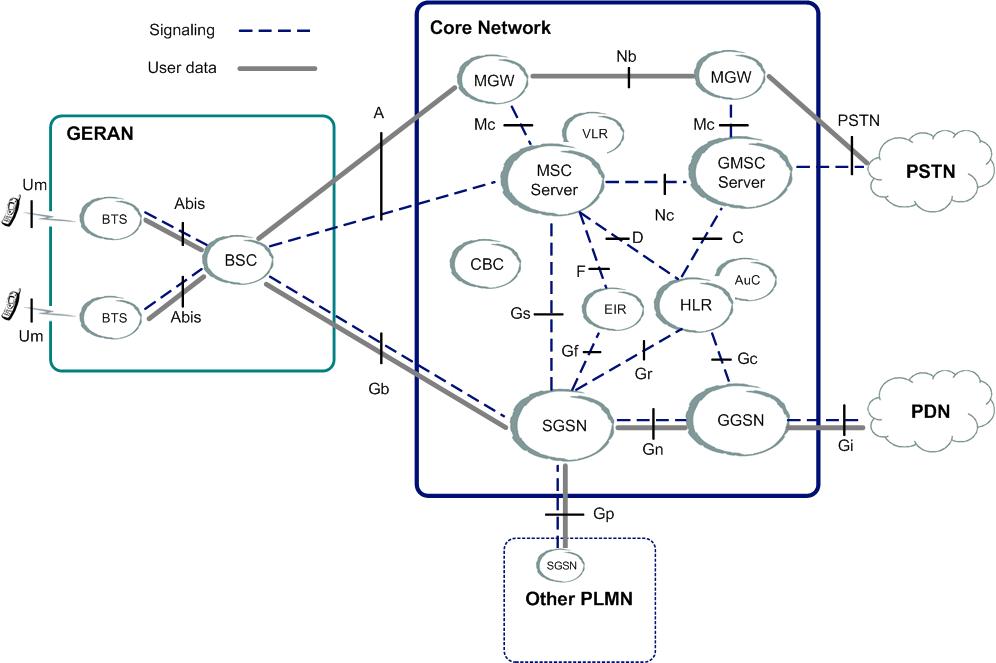 Signaling
User data
Core Network
GERAN
Um
BTS
Abis
BSC
BTS
Um
Abis
A
Gb
MGW
Nb
MGW
Mc
VLR
Mc
PSTN
MSC
Server
Nc
GMSC
Server
PSTN
CBC
D
C
F
EIR
HLR
AuC
Gs
Gf
Gr
Gc
SGSN
Gn
GGSN
Gi
PDN
Gp
SGSN
Other PLMN